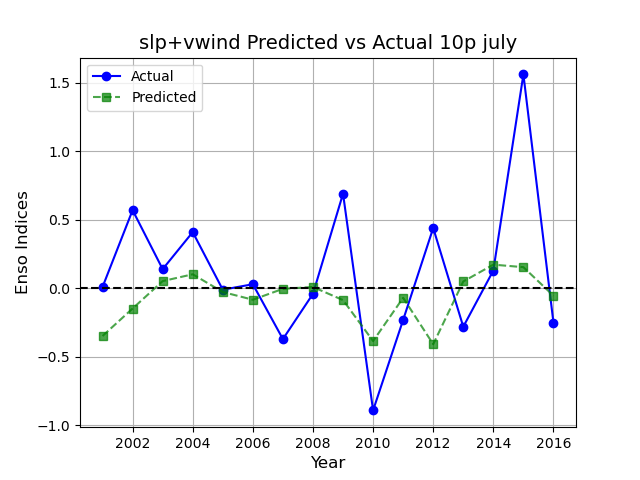 slp+vwind Predicted vs Actual 10p july
Actual
Predicted
Enso Indices
1.5
1.0
0.5
0.0
−0.5
−1.0
2002 2004 2006 2008 2010 2012 2014 2016
Year